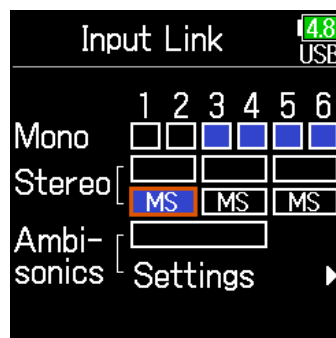 Input Link
4.8
USB
1 2 3 4 5 6
Mono
Stereo
MS MS MS
Ambi-
sonics
Settings